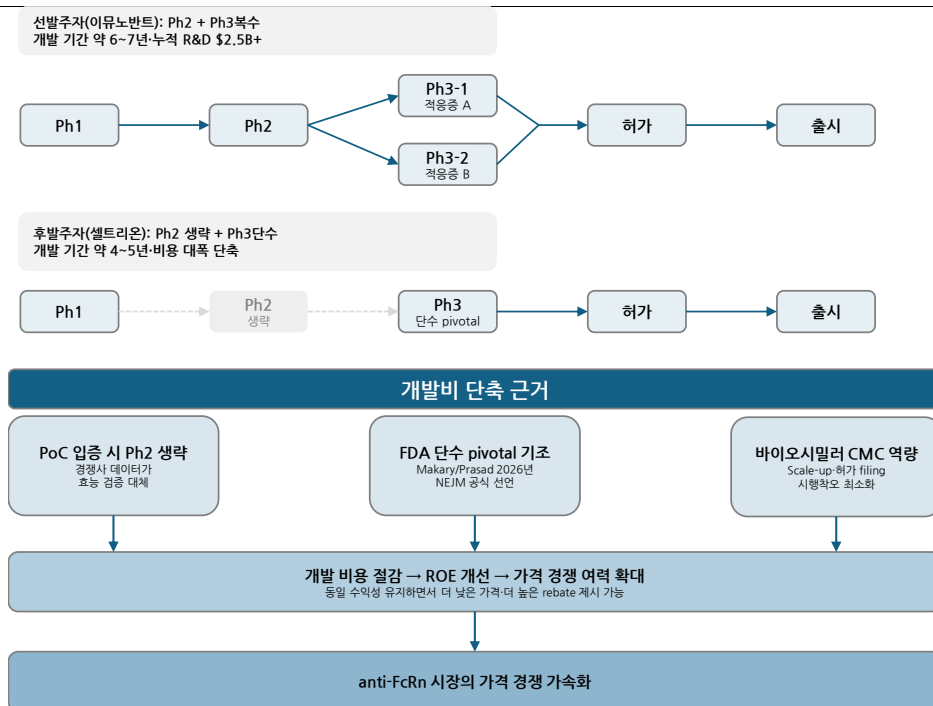 선발주자(이뮤노반트): Ph2 + Ph3복수
개발 기간 약 6~7년·누적 R&D $2.5B+
Ph1
Ph2
Ph3-1
적응증 A
Ph3-2
적응증 B
허가
출시
후발주자(셀트리온): Ph2 생략 + Ph3단수
개발 기간 약 4~5년·비용 대폭 단축
Ph1
Ph2
생략
Ph3
단수 pivotal
허가
출시
개발비 단축 근거
PoC 입증 시 Ph2 생략
경쟁사 데이터가
효능 검증 대체
FDA 단수 pivotal 기조
Makary/Prasad 2026년
NEJM 공식 선언
바이오시밀러 CMC 역량
Scale-up·허가 filing
시행착오 최소화
개발 비용 절감 → ROE 개선 → 가격 경쟁 여력 확대
동일 수익성 유지하면서 더 낮은 가격·더 높은 rebate 제시 가능
anti-FcRn 시장의 가격 경쟁 가속화